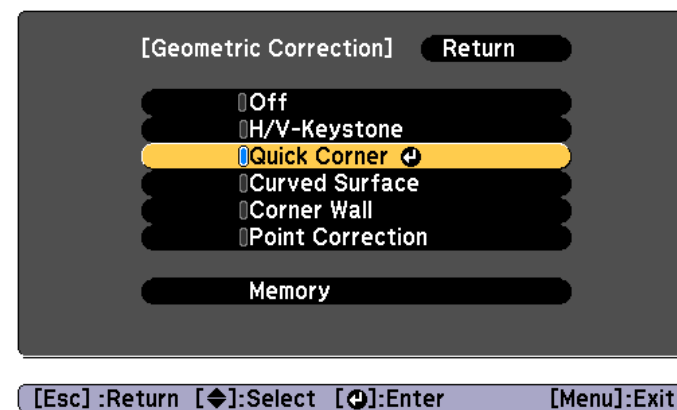 [Geometric Correction] Return
Off
H/V-Keystone
Quick Corner
Curved Surface
Corner Wall
Point Correction
Memory
[Esc] :Return [◆]:Select [↵]:Enter [Menu]:Exit